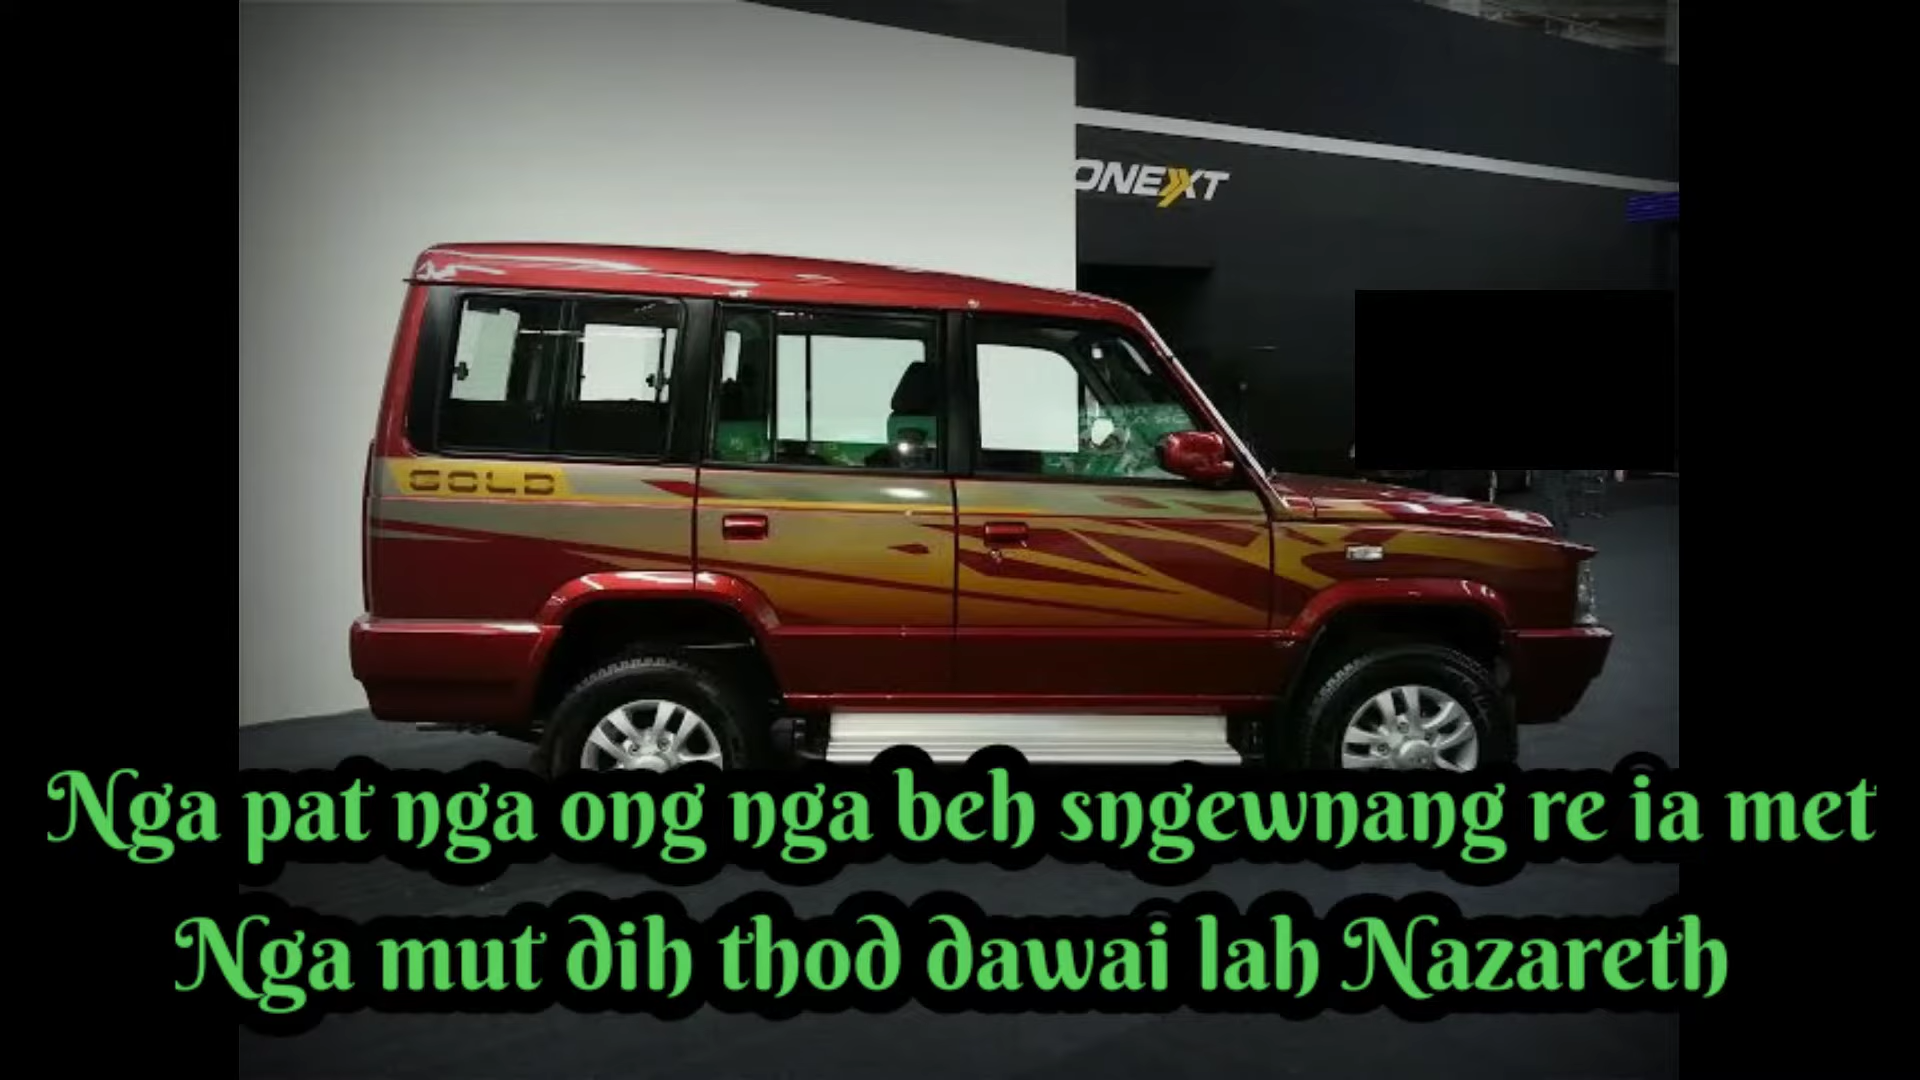 ONEXT
GOLD
Nga pat nga ong nga beh sngewnang re ia met
Nga mut dih thod dawai lah Nazareth